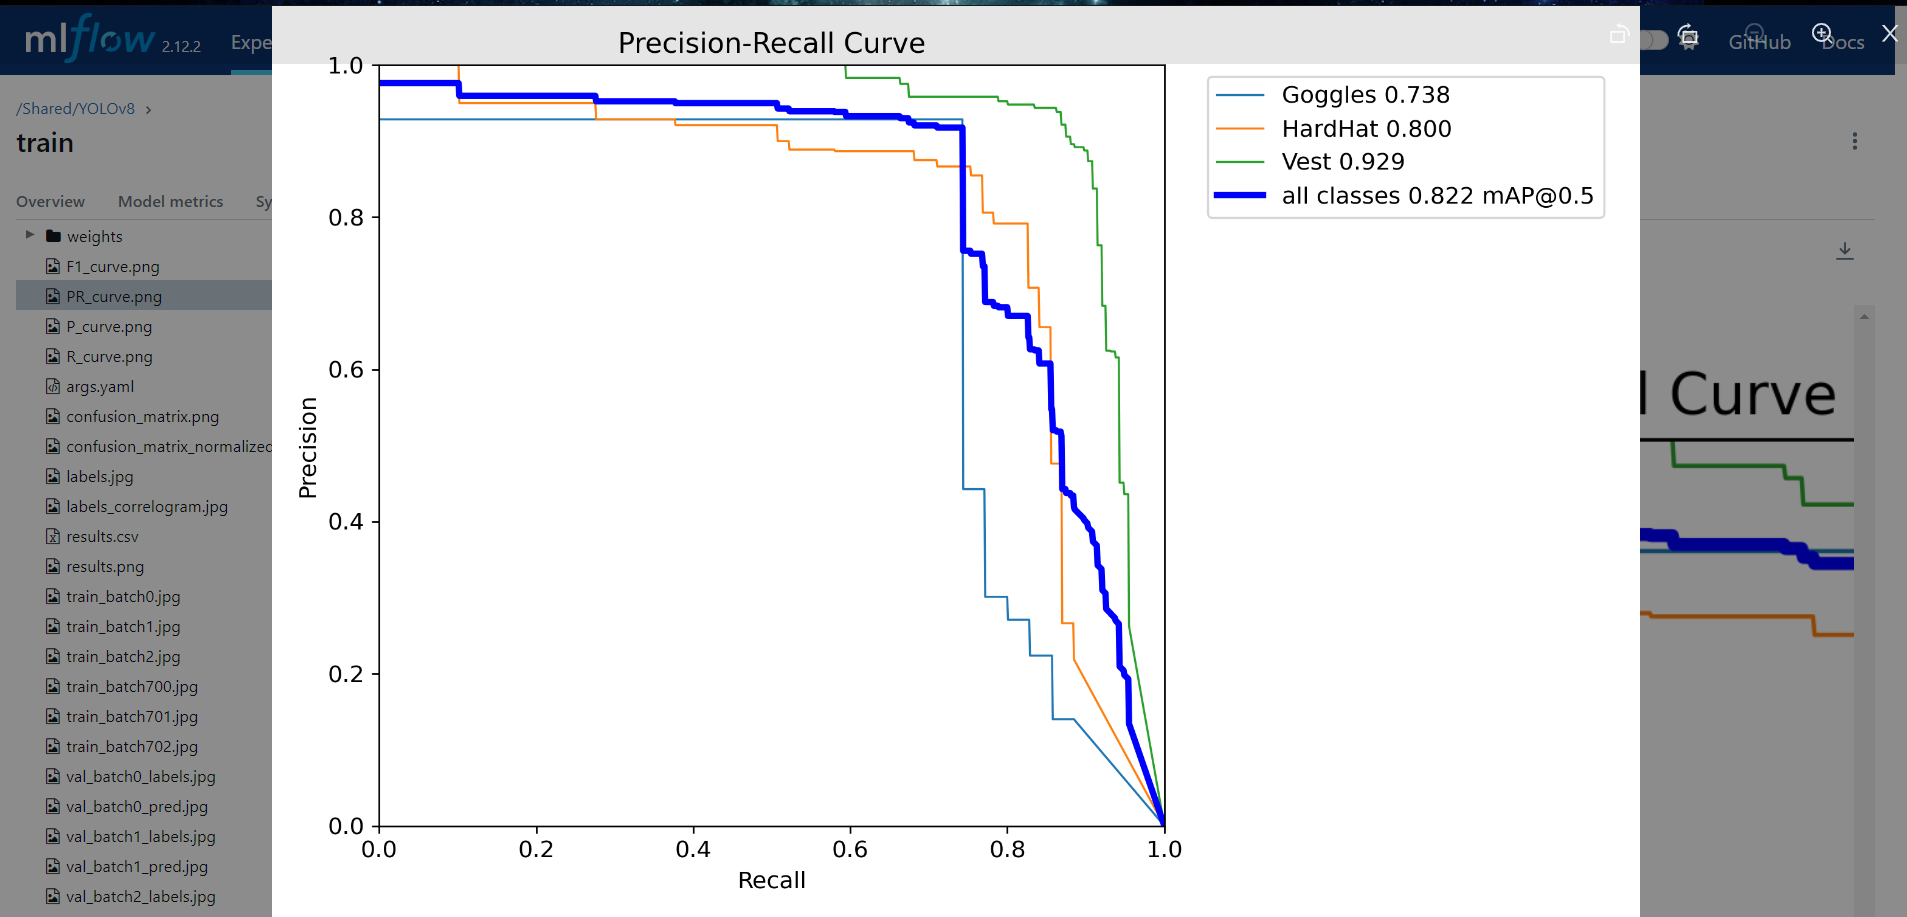 mlflow 2.12.2
Expe
GitHub
Docs
X
/Shared/YOLOv8 >
train
Overview
Model metrics
Sy
weights
F1_curve.png
PR_curve.png
P_curve.png
R_curve.png
args.yaml
confusion_matrix.png
confusion_matrix_normalized
labels.jpg
labels_correlogram.jpg
results.csv
results.png
train_batch0.jpg
train_batch1.jpg
train_batch2.jpg
train_batch700.jpg
train_batch701.jpg
train_batch702.jpg
val_batch0_labels.jpg
val_batch0_pred.jpg
val_batch1_labels.jpg
val_batch1_pred.jpg
val_batch2_labels.jpg
Precision-Recall Curve
1.0
0.8
0.6
0.4
0.2
0.0
Precision
0.0
0.2
0.4
0.6
0.8
1.0
Recall
Goggles 0.738
HardHat 0.800
Vest 0.929
all classes 0.822 mAP@0.5
l Curve